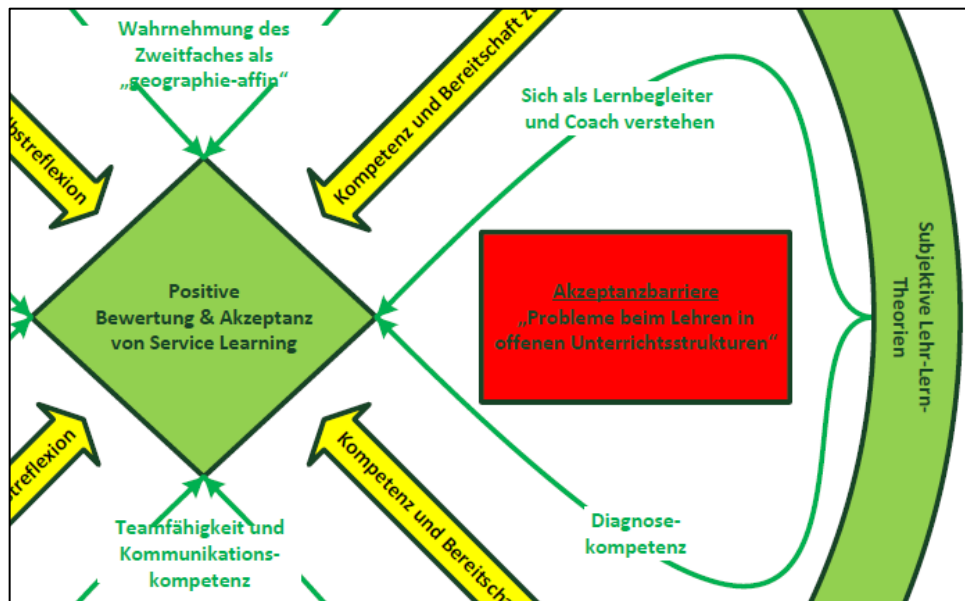 Wahrnehmung des
Zweitfaches als
„geographie-affin“
Kompetenz und Bereitschaft
Sich als Lernbegleiter
und Coach verstehen
Positive
Bewertung & Akzeptanz
von Service Learning
Akzeptanzbarriere
„Probleme beim Lehren in
offenen Unterrichtsstrukturen“
Subjektive Lehr-Lern-
Theorien
Teamfähigkeit und
Kommunikations-
kompetenz
Kompetenz und
Diagnose-
kompetenz